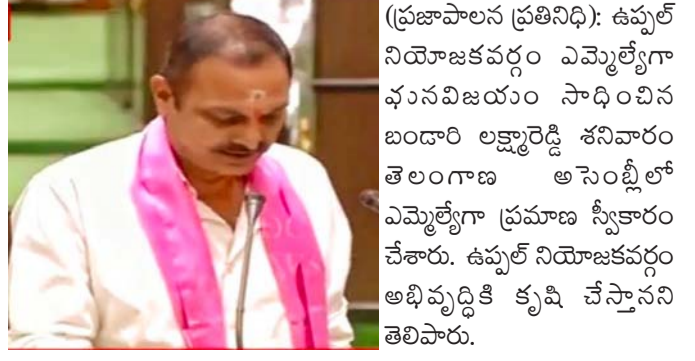 (ప్రజాపాలన ప్రతినిధి): ఉప్పల్
నియోజకవర్గం ఎమ్మెల్యేగా
ఘనవిజయం సాధించిన
బండారి లక్ష్మారెడ్డి శనివారం
తెలంగాణ అసెంబ్లీలో
ఎమ్మెల్యేగా ప్రమాణ స్వీకారం
చేశారు. ఉప్పల్ నియోజకవర్గం
అభివృద్ధికి కృషి చేస్తానని
తెలిపారు.